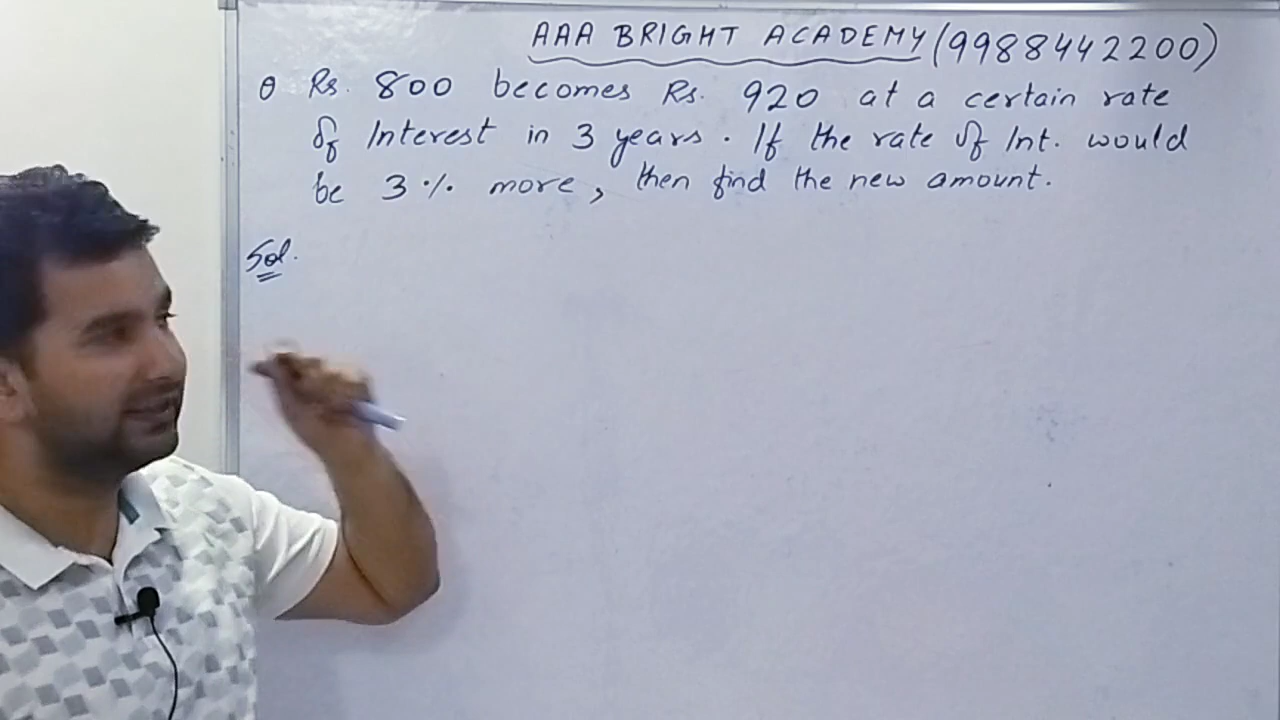 AAA BRIGHT ACADEMY (9988442200)
Q Rs. 800 becomes Rs. 920 at a certain rate
of Interest in 3 years. If the rate of Int. would
be 3% more, then find the new amount.
Sol.